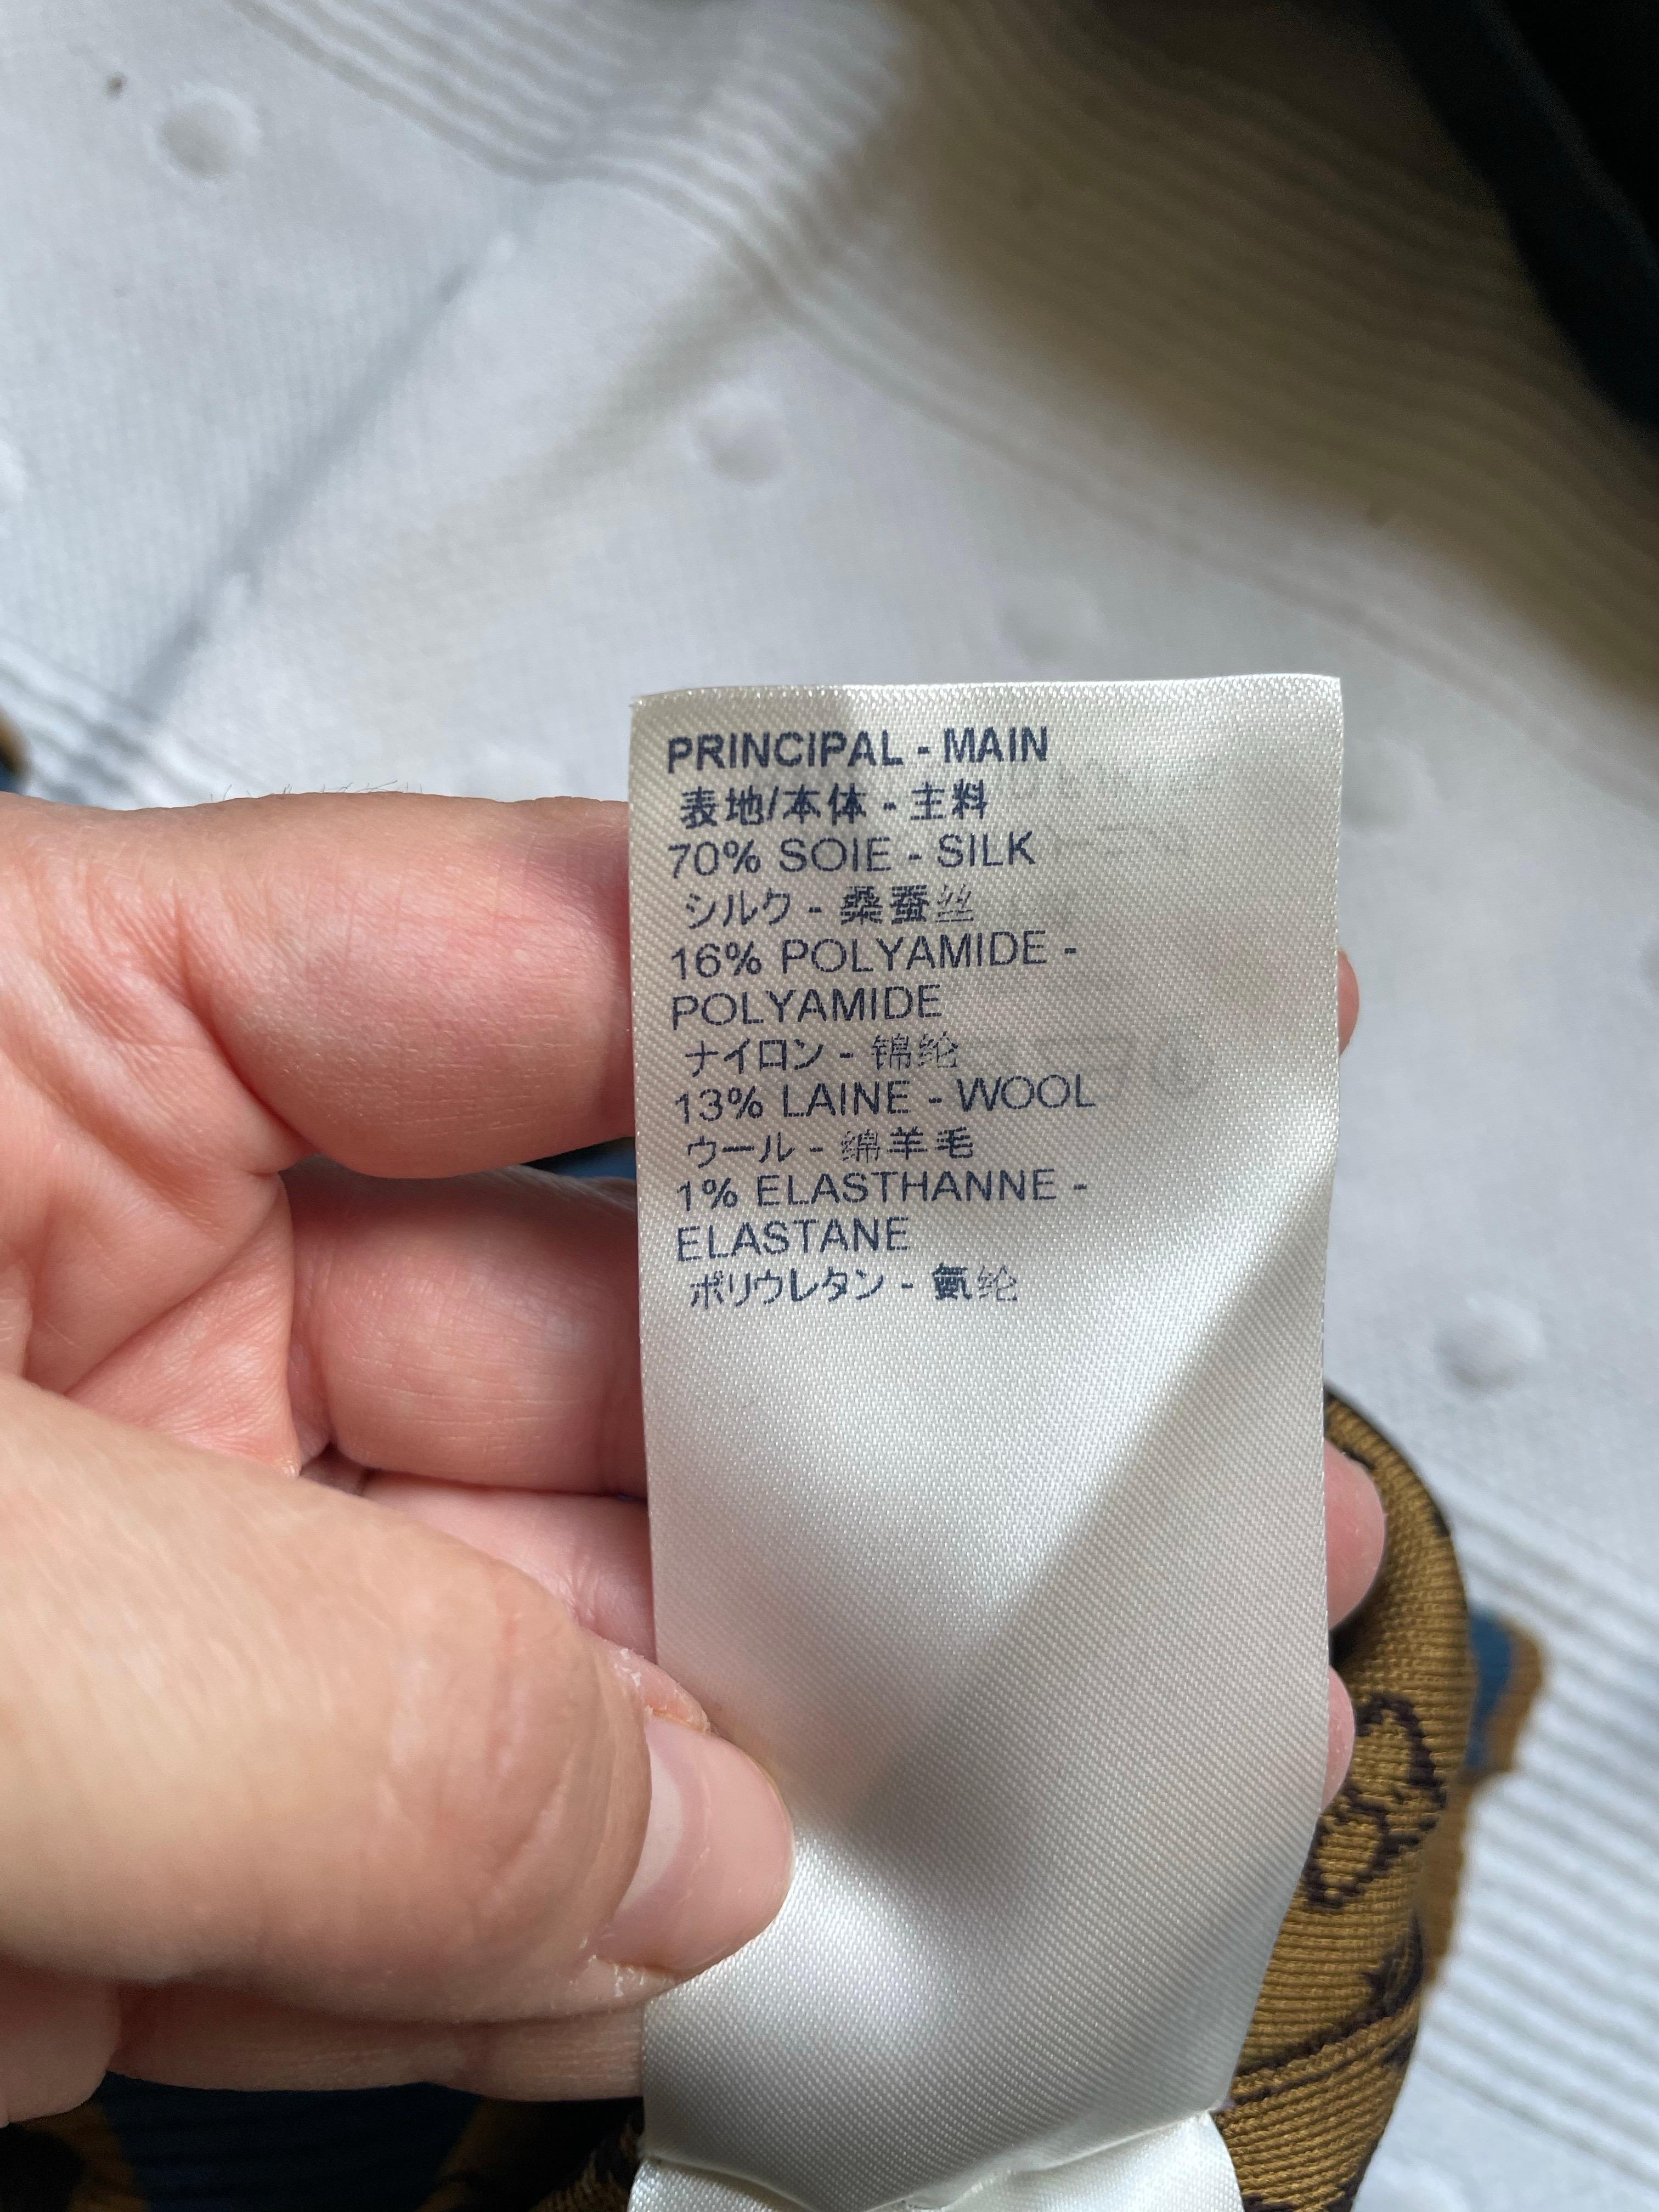 PRINCIPAL - MAIN
表地/本体 - 主料
70% SOIE - SILK
シルク - 桑蚕丝
16% POLYAMIDE -
POLYAMIDE
ナイロン - 锦纶
13% LAINE - WOOL
ウール - 绵羊毛
1% ELASTHANNE -
ELASTANE
ポリウレタン - 氨纶